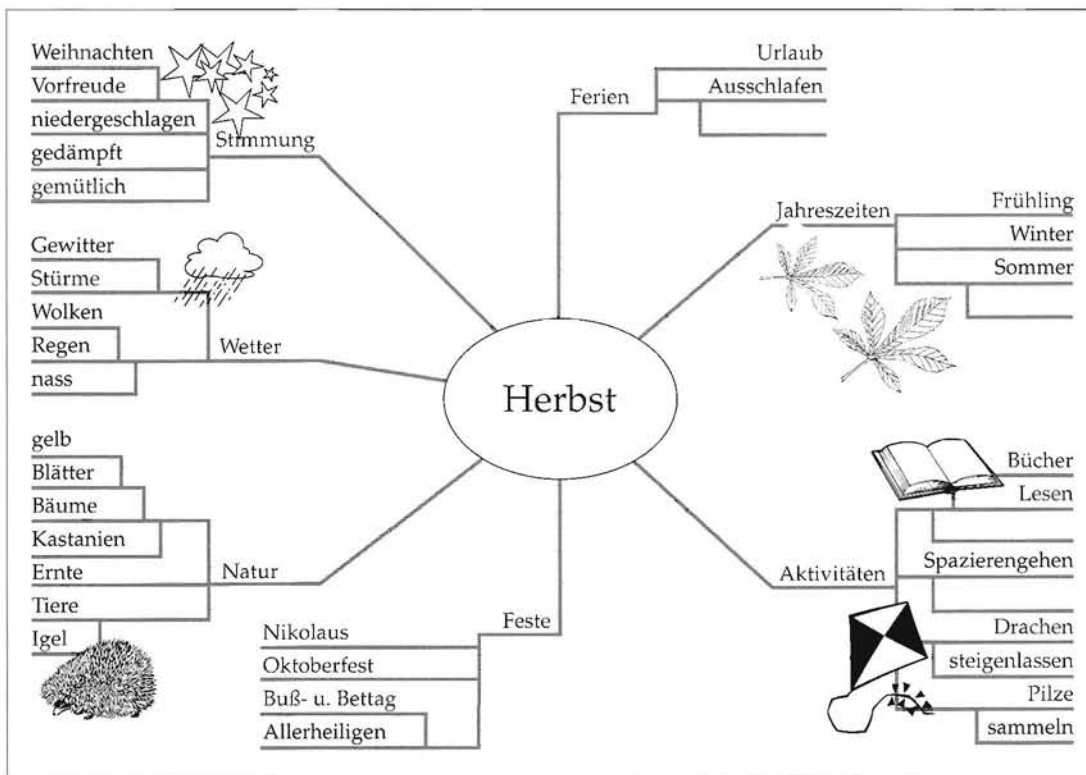 Weihnachten
Vorfreude
niedergeschlagen
gedämpft
gemütlich
Stimmung
Gewitter
Stürme
Wolken
Regen
nass
Wetter
gelb
Blätter
Bäume
Kastanien
Ernte
Tiere
Igel
Natur
Herbst
Urlaub
Ausschlafen
Ferien
Jahreszeiten
Frühling
Winter
Sommer
Bücher
Lesen
Spazierengehen
Aktivitäten
Drachen
steigenlassen
Pilze
sammeln
Feste
Nikolaus
Oktoberfest
Buß- u. Bettag
Allerheiligen